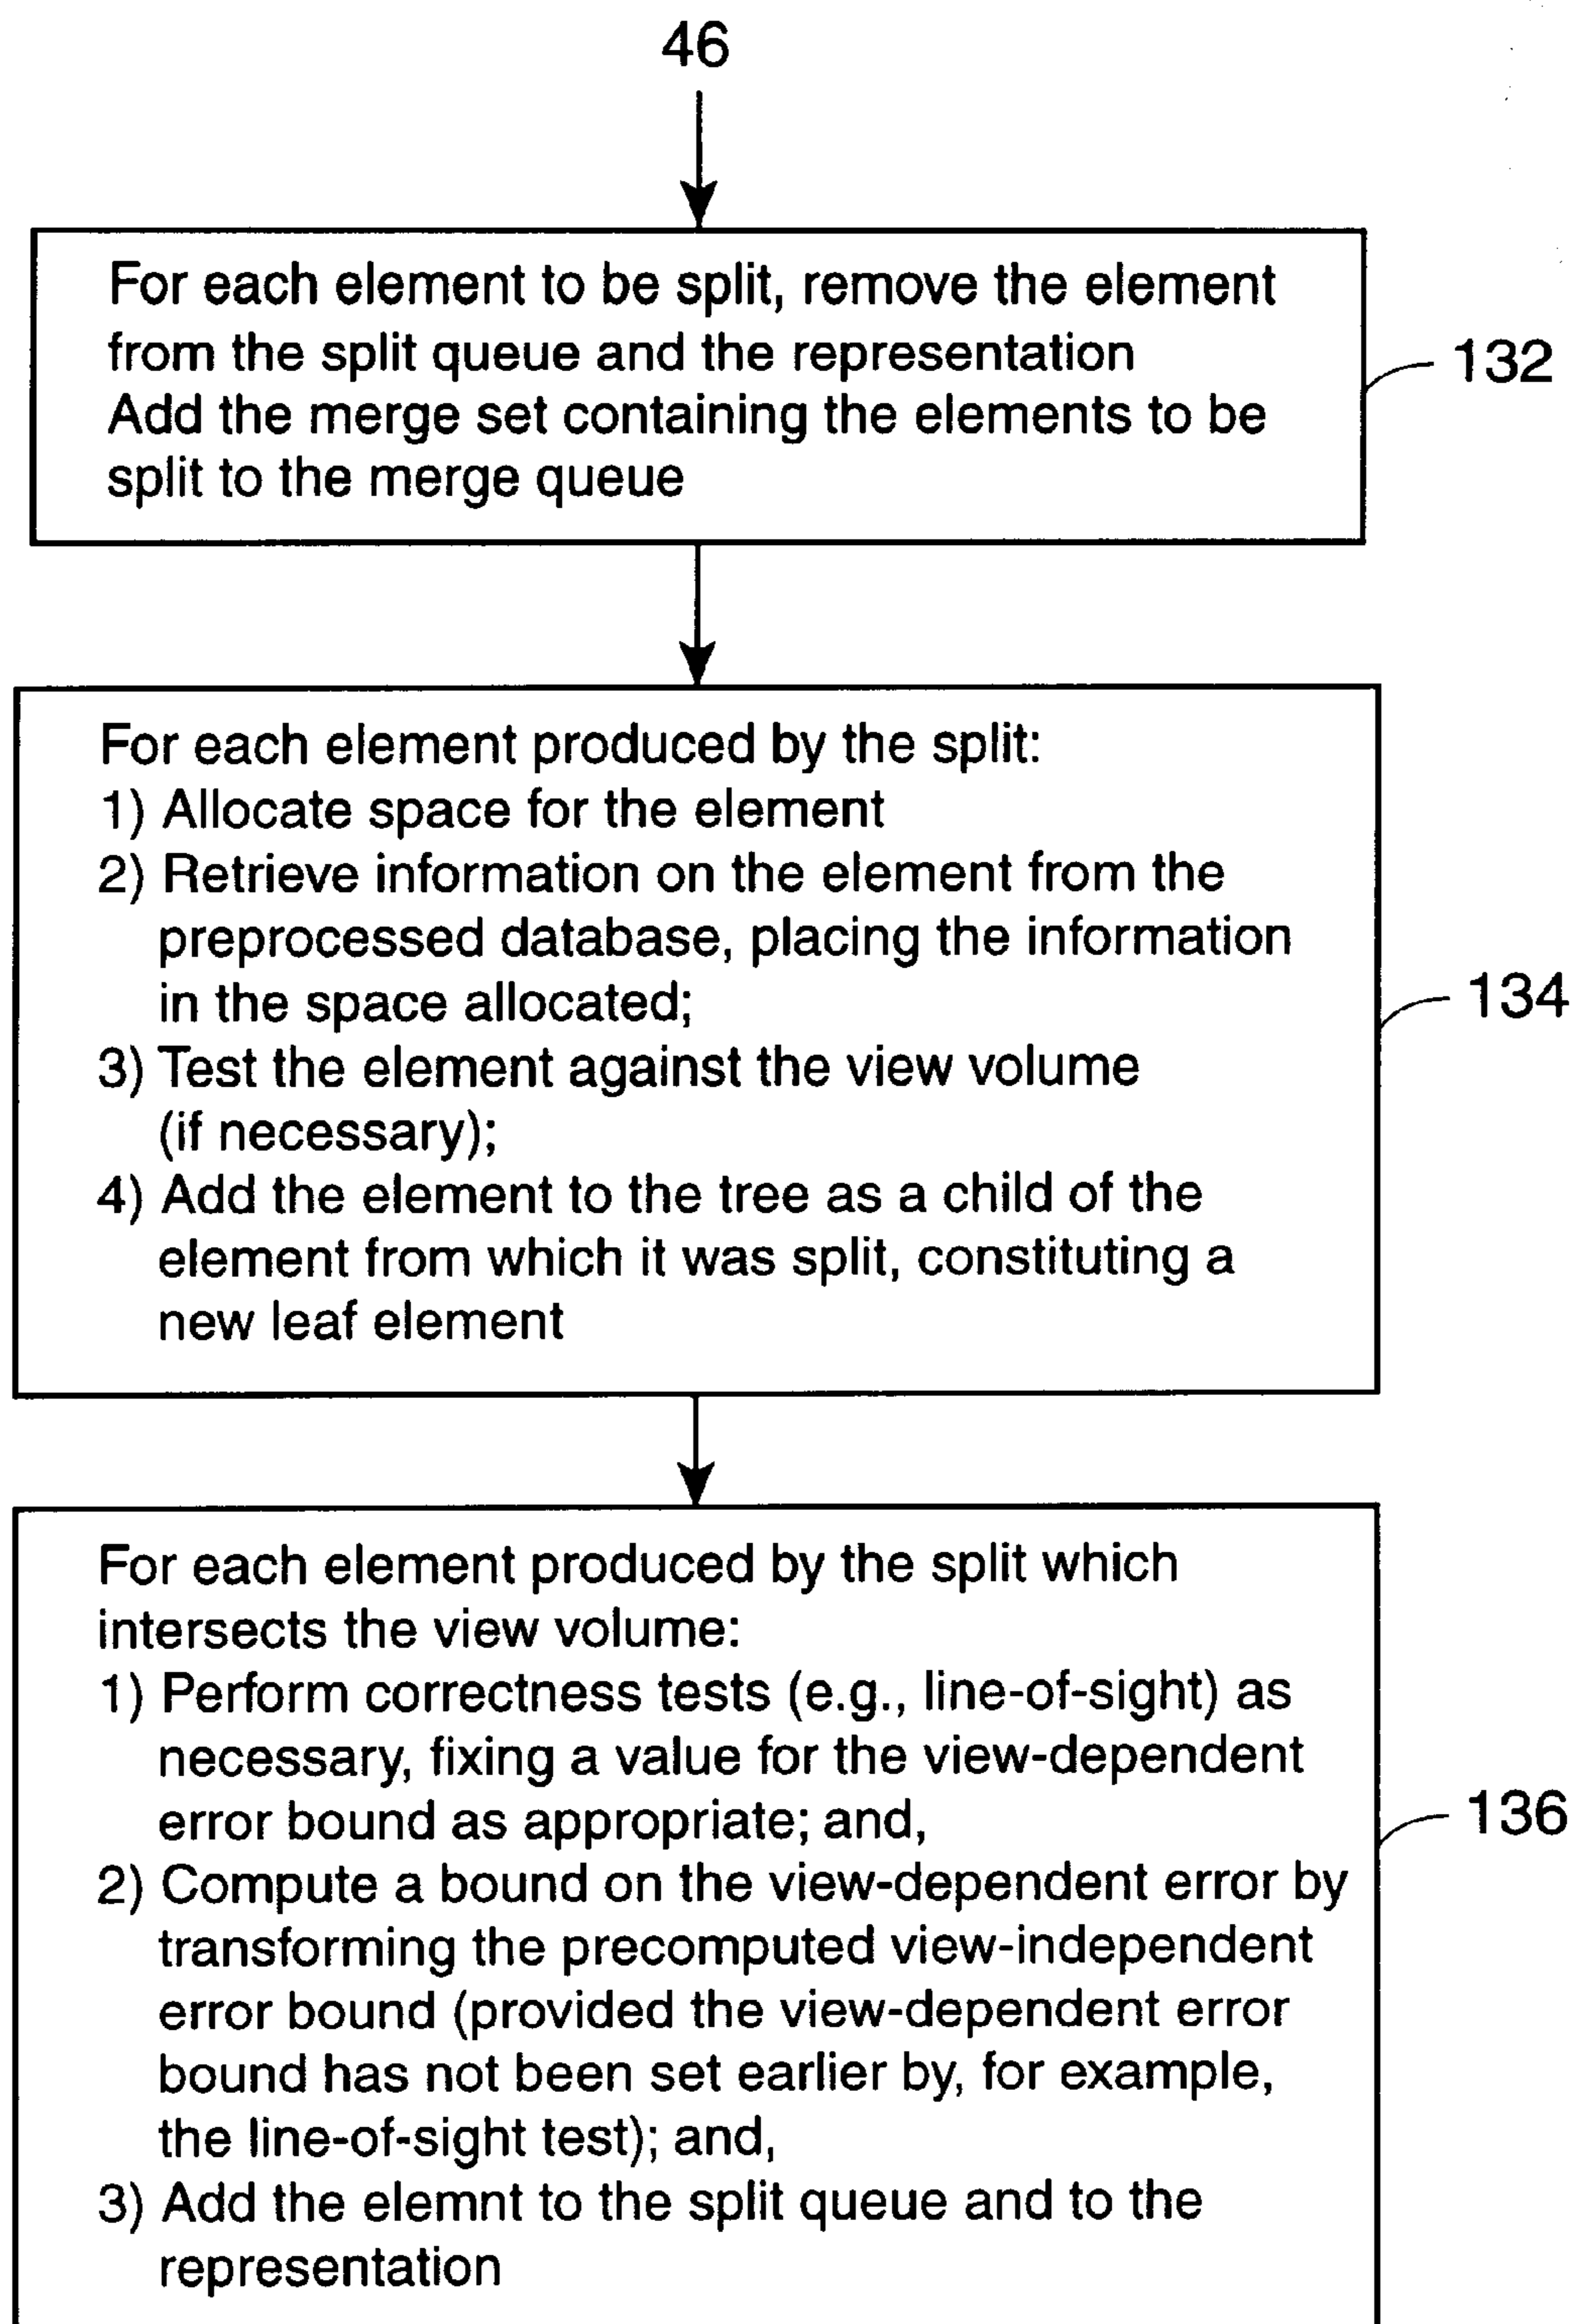 46
For each element to be split, remove the element
from the split queue and the representation
Add the merge set containing the elements to be
split to the merge queue
132
For each element produced by the split:
1) Allocate space for the element
2) Retrieve information on the element from the
preprocessed database, placing the information
in the space allocated;
3) Test the element against the view volume
(if necessary);
4) Add the element to the tree as a child of the
element from which it was split, constituting a
new leaf element
134
For each element produced by the split which
intersects the view volume:
1) Perform correctness tests (e.g., line-of-sight) as
necessary, fixing a value for the view-dependent
error bound as appropriate; and,
2) Compute a bound on the view-dependent error by
transforming the precomputed view-independent
error bound (provided the view-dependent error
bound has not been set earlier by, for example,
the line-of-sight test); and,
3) Add the elemnt to the split queue and to the
representation
136